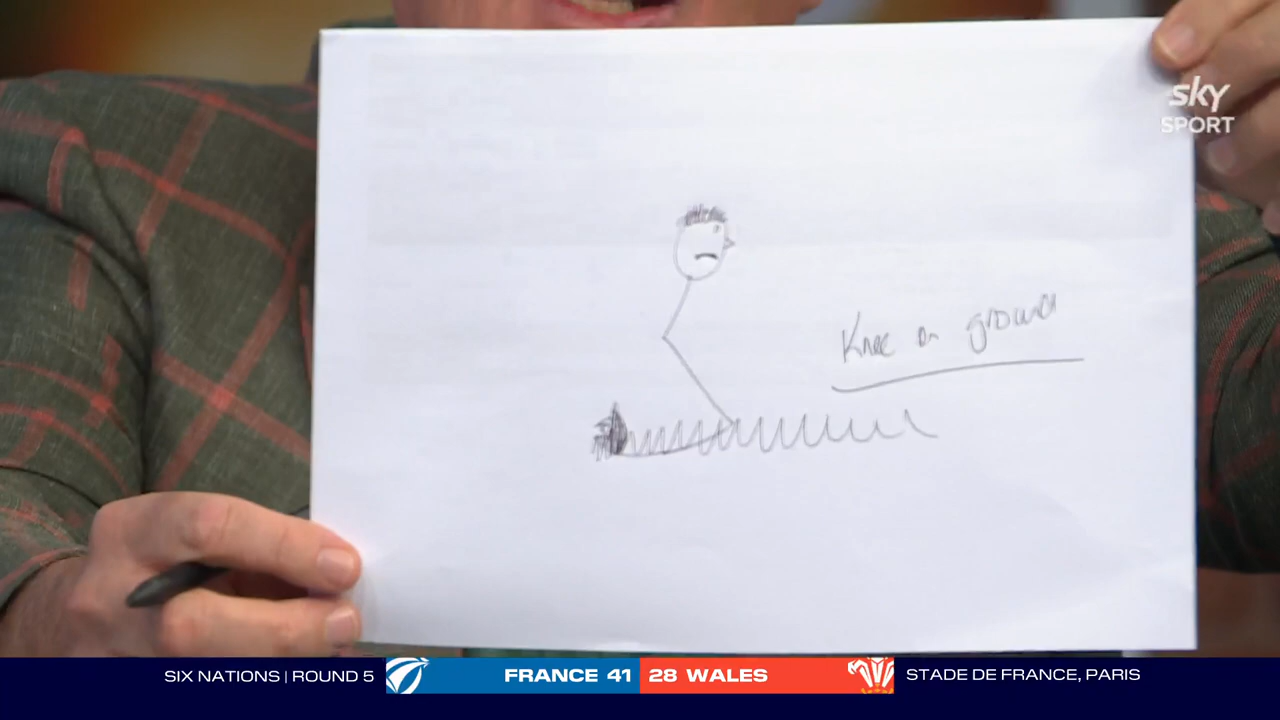 sky
SPORT
Knee on ground
SIX NATIONS | ROUND 5
FRANCE 41
28 WALES
STADE DE FRANCE, PARIS